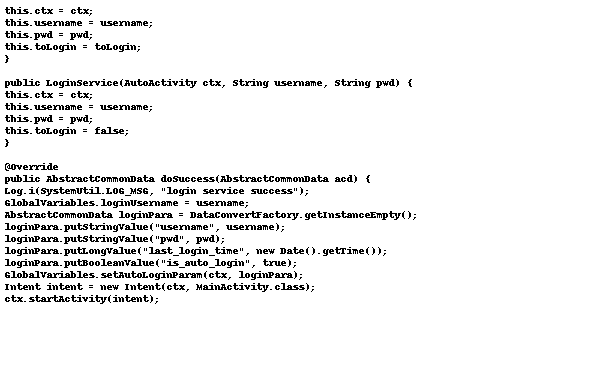 this.ctx = ctx;
this.username = username;
this.pwd = pwd;
this.toLogin = toLogin;
}

public LoginService(AutoActivity ctx, String username, String pwd) {
this.ctx = ctx;
this.username = username;
this.pwd = pwd;
this.toLogin = false;
}

@Override
public AbstractCommonData doSuccess(AbstractCommonData acd) {
Log.i(SystemUtil.LOG_MSG, "login service success");
GlobalVariables.loginUsername = username;
AbstractCommonData loginPara = DataConvertFactory.getInstanceEmpty();
loginPara.putStringValue("username", username);
loginPara.putStringValue("pwd", pwd);
loginPara.putLongValue("last_login_time", new Date().getTime());
loginPara.putBooleanValue("is_auto_login", true);
GlobalVariables.setAutoLoginParam(ctx, loginPara);
Intent intent = new Intent(ctx, MainActivity.class);
ctx.startActivity(intent);